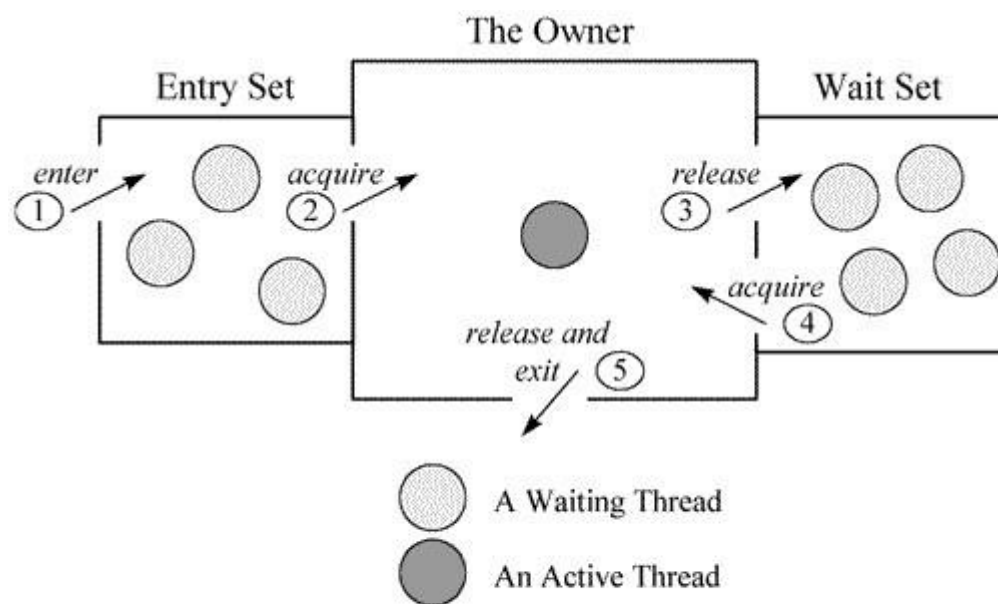 The Owner
Entry Set
Wait Set
enter
1
acquire
2
release
3
acquire
4
release and
exit
5
A Waiting Thread
An Active Thread